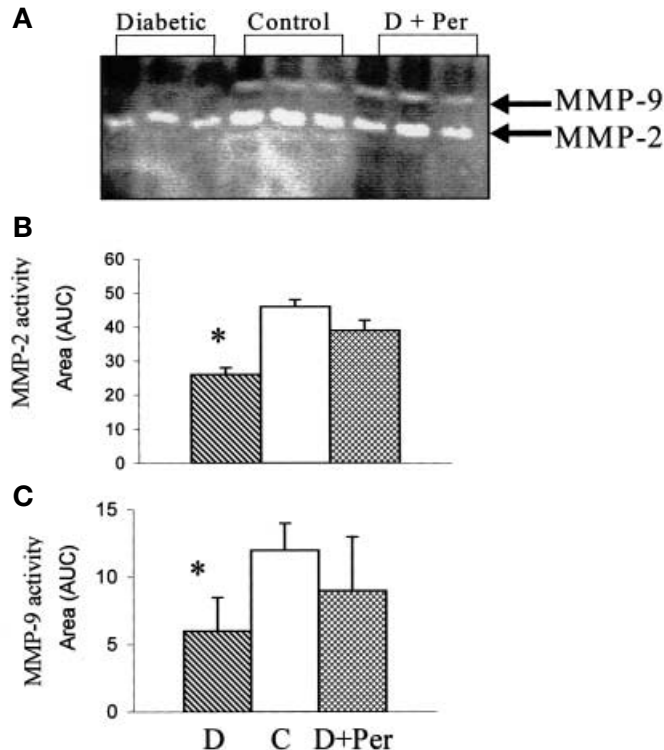 A
Diabetic Control D + Per
MMP-9
MMP-2
B
MMP-2 activity
Area (AUC)
60
50
40
30
20
10
0
*
C
MMP-9 activity
Area (AUC)
15
10
5
0
*
D C D+Per